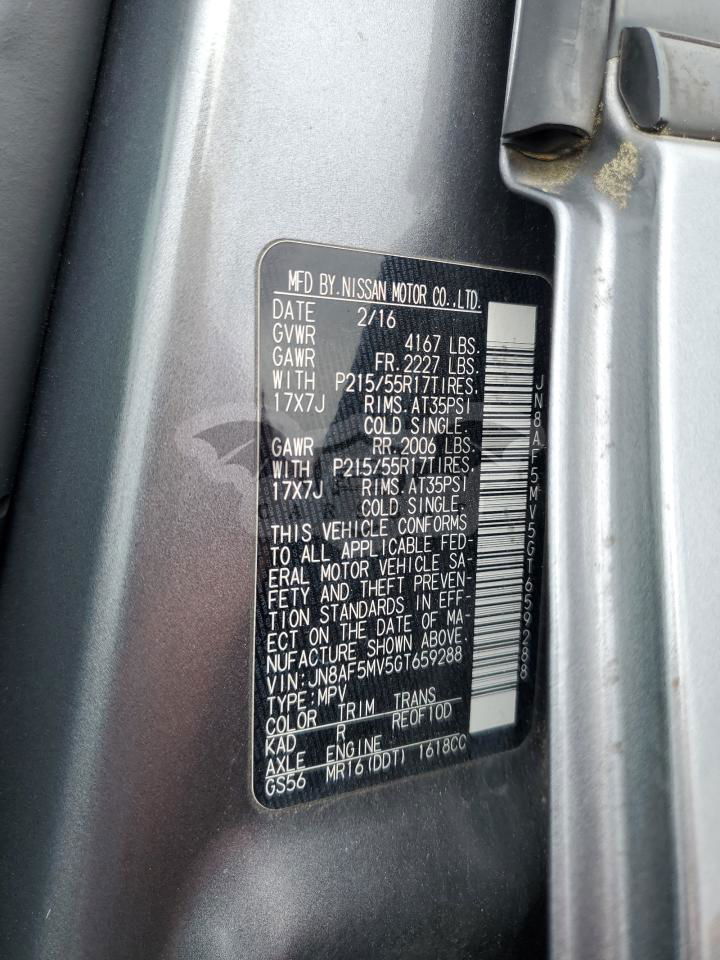 MFD BY.NISSAN MOTOR CO.,LTD.
DATE 2/16
GVWR 4167 LBS.
GAWR FR.2227 LBS.
WITH P215/55R17TIRES.
17X7J RIMS.AT35PSI
COLD SINGLE.
GAWR RR.2006 LBS.
WITH P215/55R17TIRES.
17X7J RIMS.AT35PSI
COLD SINGLE.
THIS VEHICLE CONFORMS
TO ALL APPLICABLE FED-
ERAL MOTOR VEHICLE SA-
FETY AND THEFT PREVEN-
TION STANDARDS IN EFF-
ECT ON THE DATE OF MA-
NUFACTURE SHOWN ABOVE.
VIN:JN8AF5MV5GT659288
TYPE:MPV
COLOR TRIM TRANS
KAD R RE0F10D
AXLE ENGINE
GS56 MR16(DDT) 1618CC
JN8AF5MV5GT659288